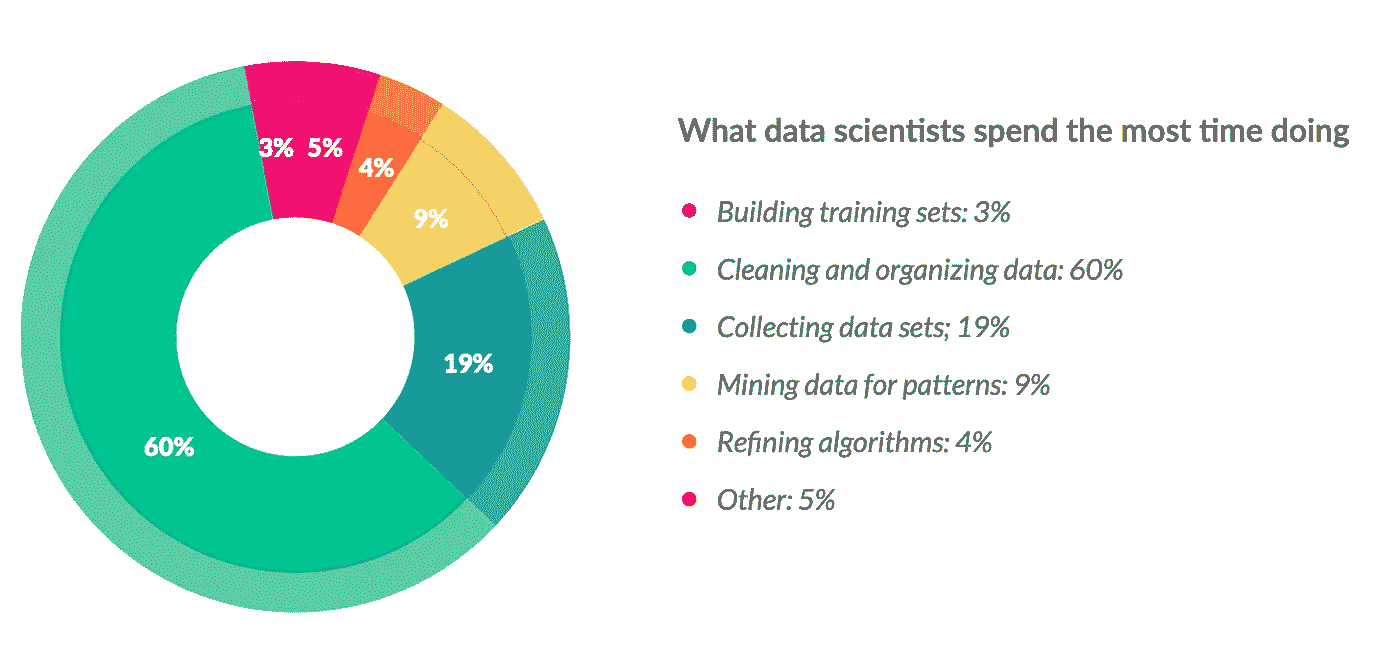 What data scientists spend the most time doing
Building training sets: 3%
Cleaning and organizing data: 60%
Collecting data sets; 19%
Mining data for patterns: 9%
Refining algorithms: 4%
Other: 5%
3% 5%
4%
9%
19%
60%